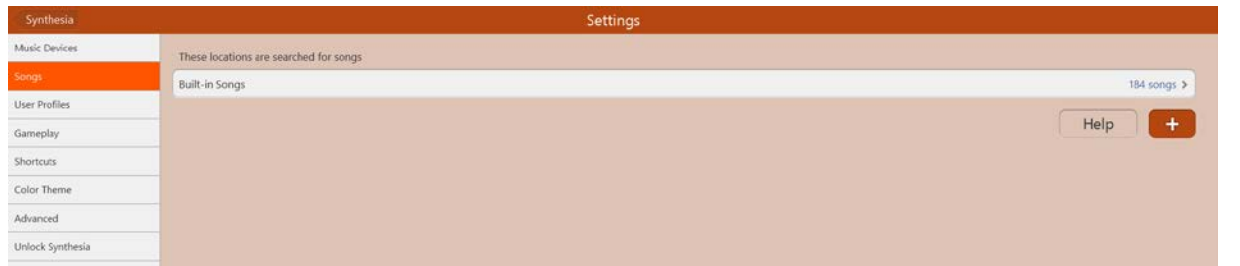 Synthesia
Settings
Music Devices
Songs
User Profiles
Gameplay
Shortcuts
Color Theme
Advanced
Unlock Synthesia
These locations are searched for songs
Built-in Songs 184 songs >
Help +